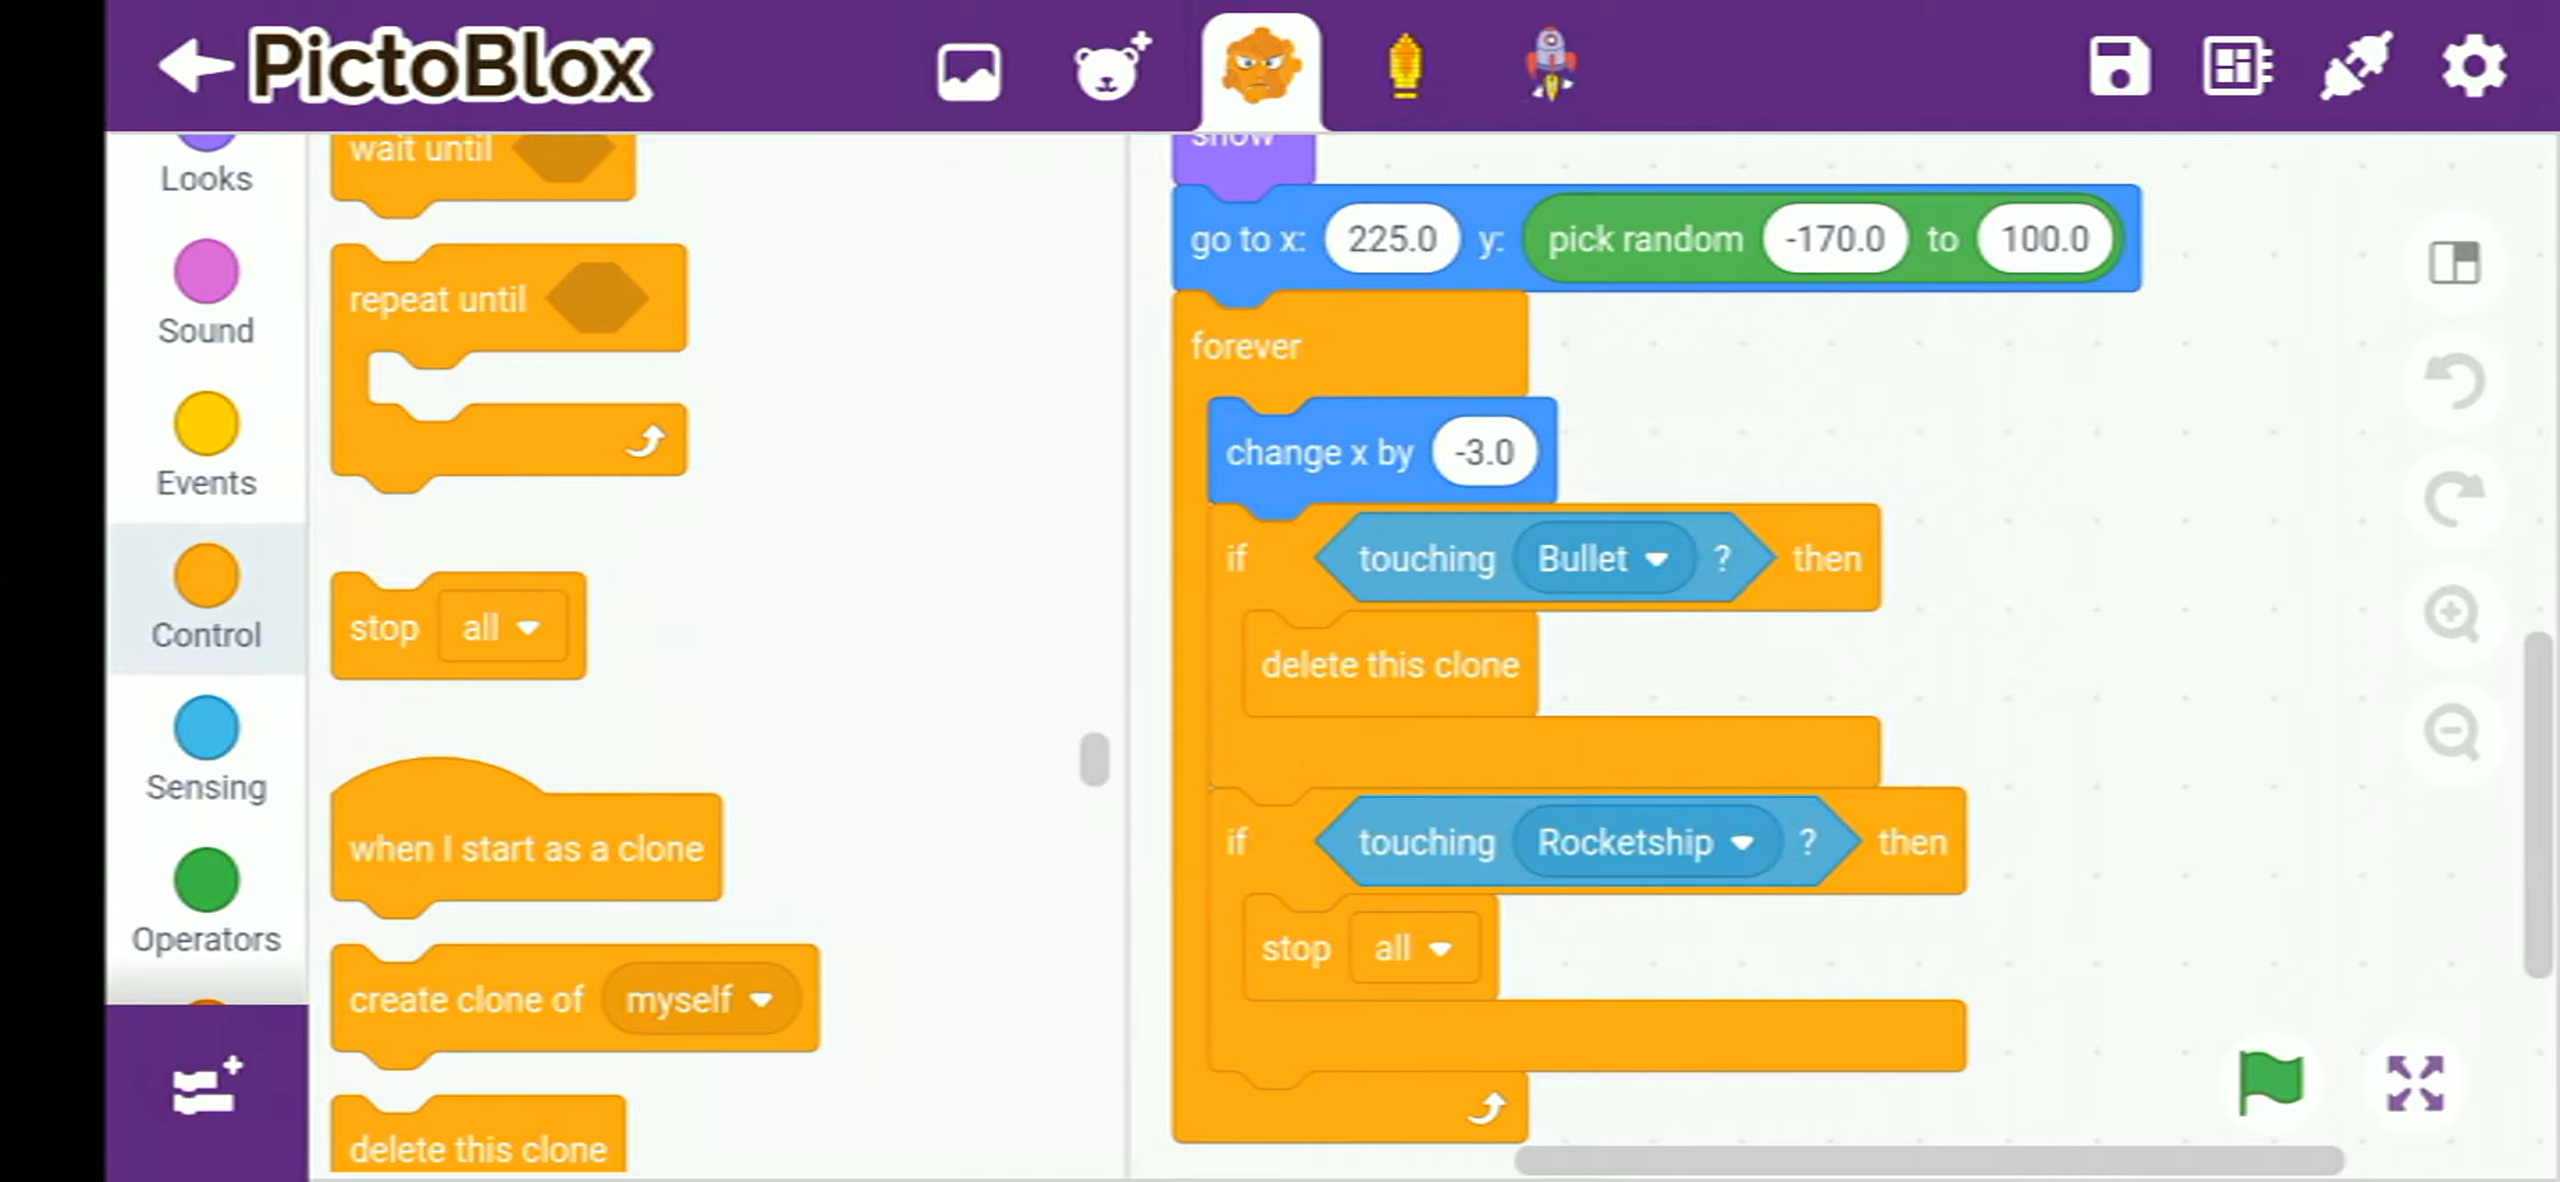 PictoBlox
Looks
Sound
Events
Control
Sensing
Operators
wait until
repeat until
stop all
when I start as a clone
create clone of myself
delete this clone
show
go to x: 225.0 y: pick random -170.0 to 100.0
forever
change x by -3.0
if touching Bullet ? then
delete this clone
if touching Rocketship ? then
stop all